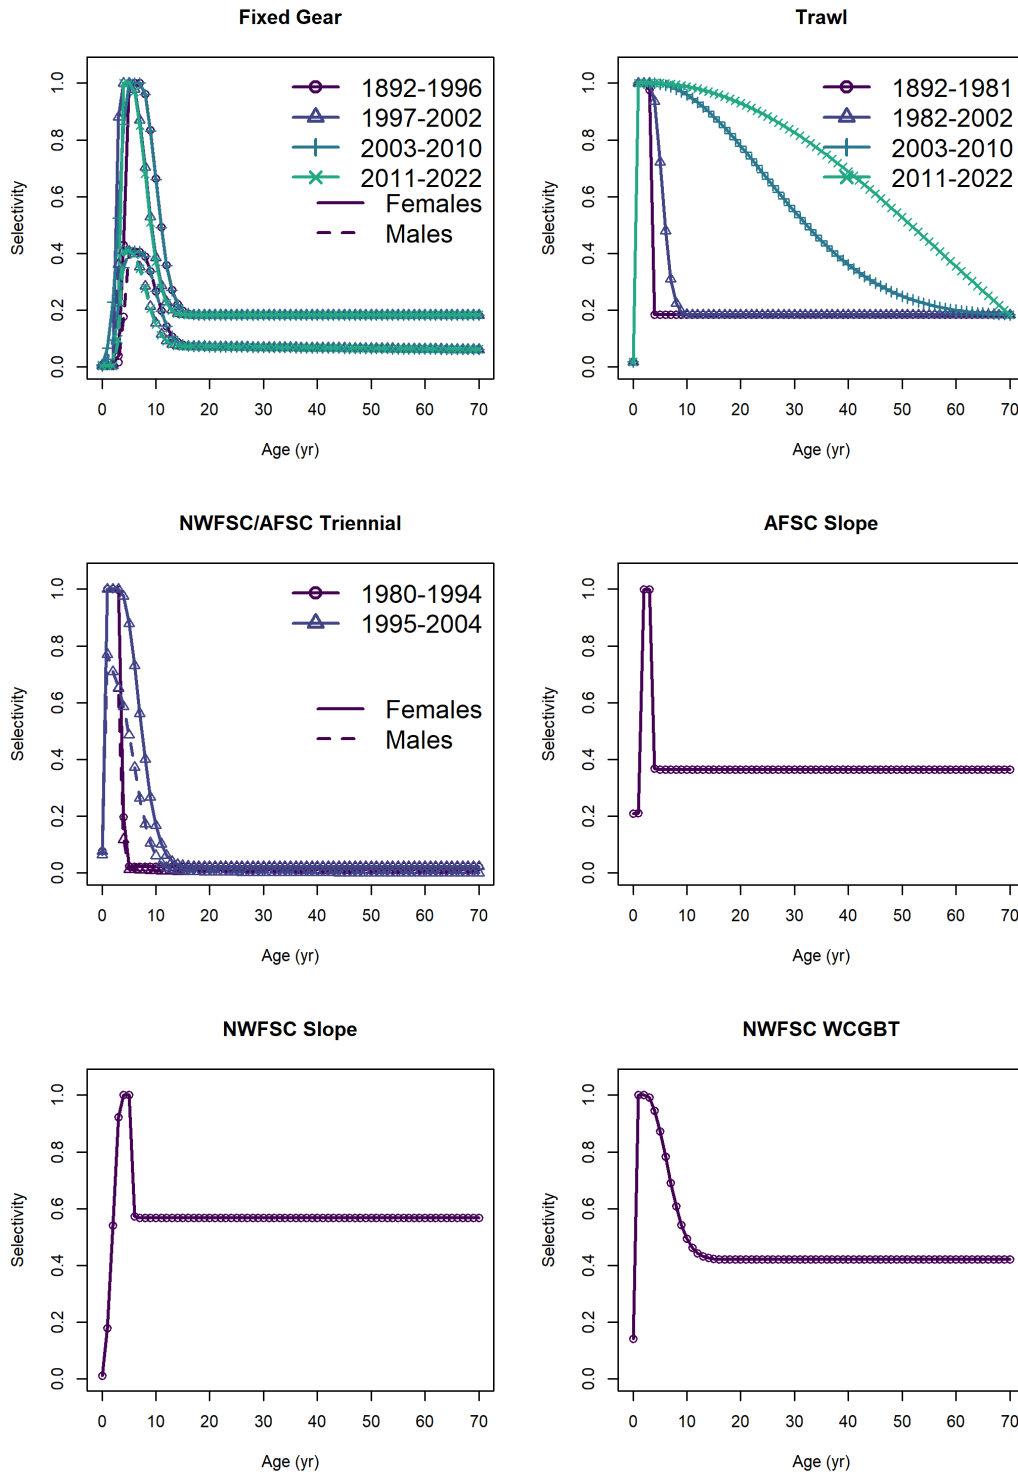 Fixed Gear
Selectivity
1.0
0.8
0.6
0.4
0.2
0.0
1892-1996
1997-2002
2003-2010
2011-2022
Females
Males
0 10 20 30 40 50 60 70
Age (yr)
Trawl
Selectivity
1.0
0.8
0.6
0.4
0.2
0.0
1892-1981
1982-2002
2003-2010
2011-2022
0 10 20 30 40 50 60 70
Age (yr)
NWFSC/AFSC Triennial
Selectivity
1.0
0.8
0.6
0.4
0.2
0.0
1980-1994
1995-2004
Females
Males
0 10 20 30 40 50 60 70
Age (yr)
AFSC Slope
Selectivity
1.0
0.8
0.6
0.4
0.2
0.0
0 10 20 30 40 50 60 70
Age (yr)
NWFSC Slope
Selectivity
1.0
0.8
0.6
0.4
0.2
0.0
0 10 20 30 40 50 60 70
Age (yr)
NWFSC WCGBT
Selectivity
1.0
0.8
0.6
0.4
0.2
0.0
0 10 20 30 40 50 60 70
Age (yr)